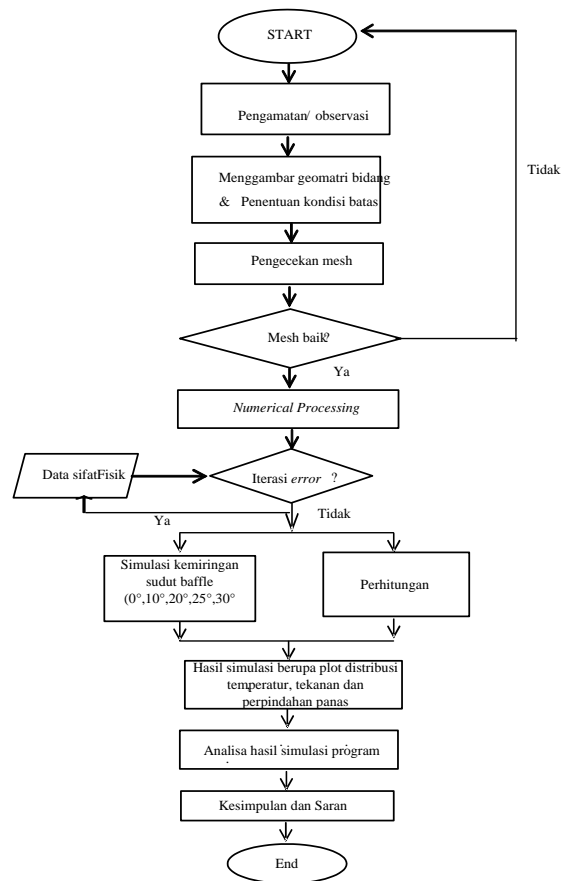 START
Pengamatan/ observasi
Menggambar geomatri bidang
& Penentuan kondisi batas
Tidak
Pengecekan mesh
Mesh baik?
Ya
Numerical Processing
Data sifatFisik
Iterasi error ?
Ya
Tidak
Simulasi kemiringan
sudut baffle
(0°,10°,20°,25°,30°
Perhitungan
Hasil simulasi berupa plot distribusi
temperatur, tekanan dan
perpindahan panas
Analisa hasil simulasi program
Kesimpulan dan Saran
End